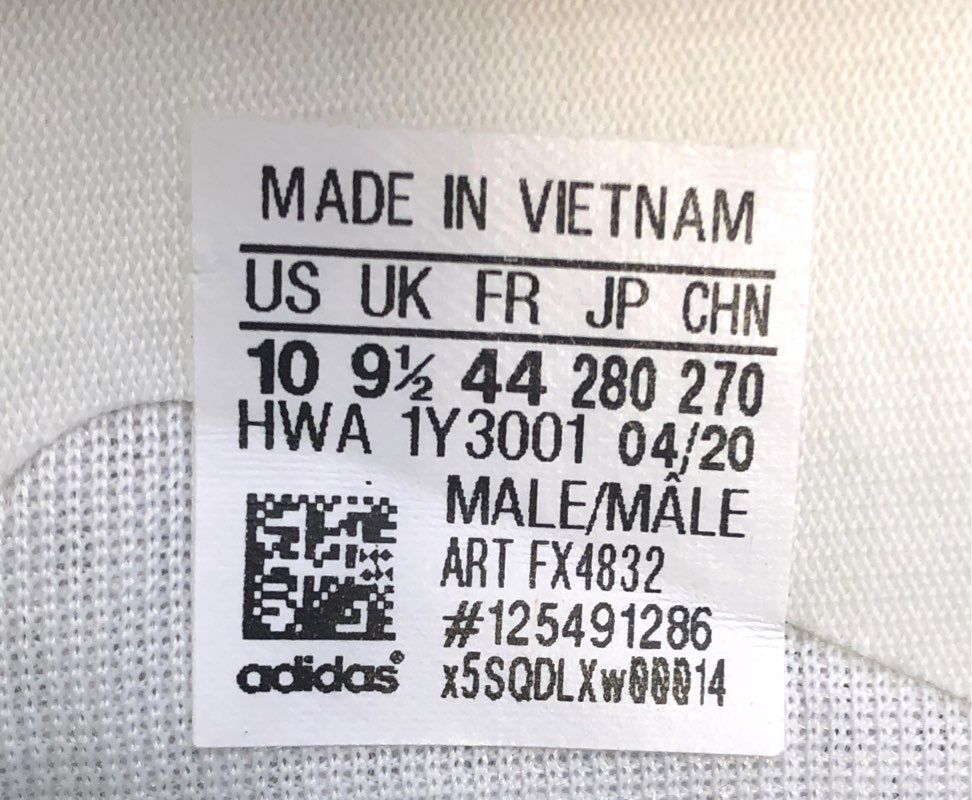 MADE IN VIETNAM
US UK FR JP CHN
10 9½ 44 280 270
HWA 1Y3001 04/20
MALE/MÂLE
ART FX4832
#125491286
adidas® x5SQDLXw00014